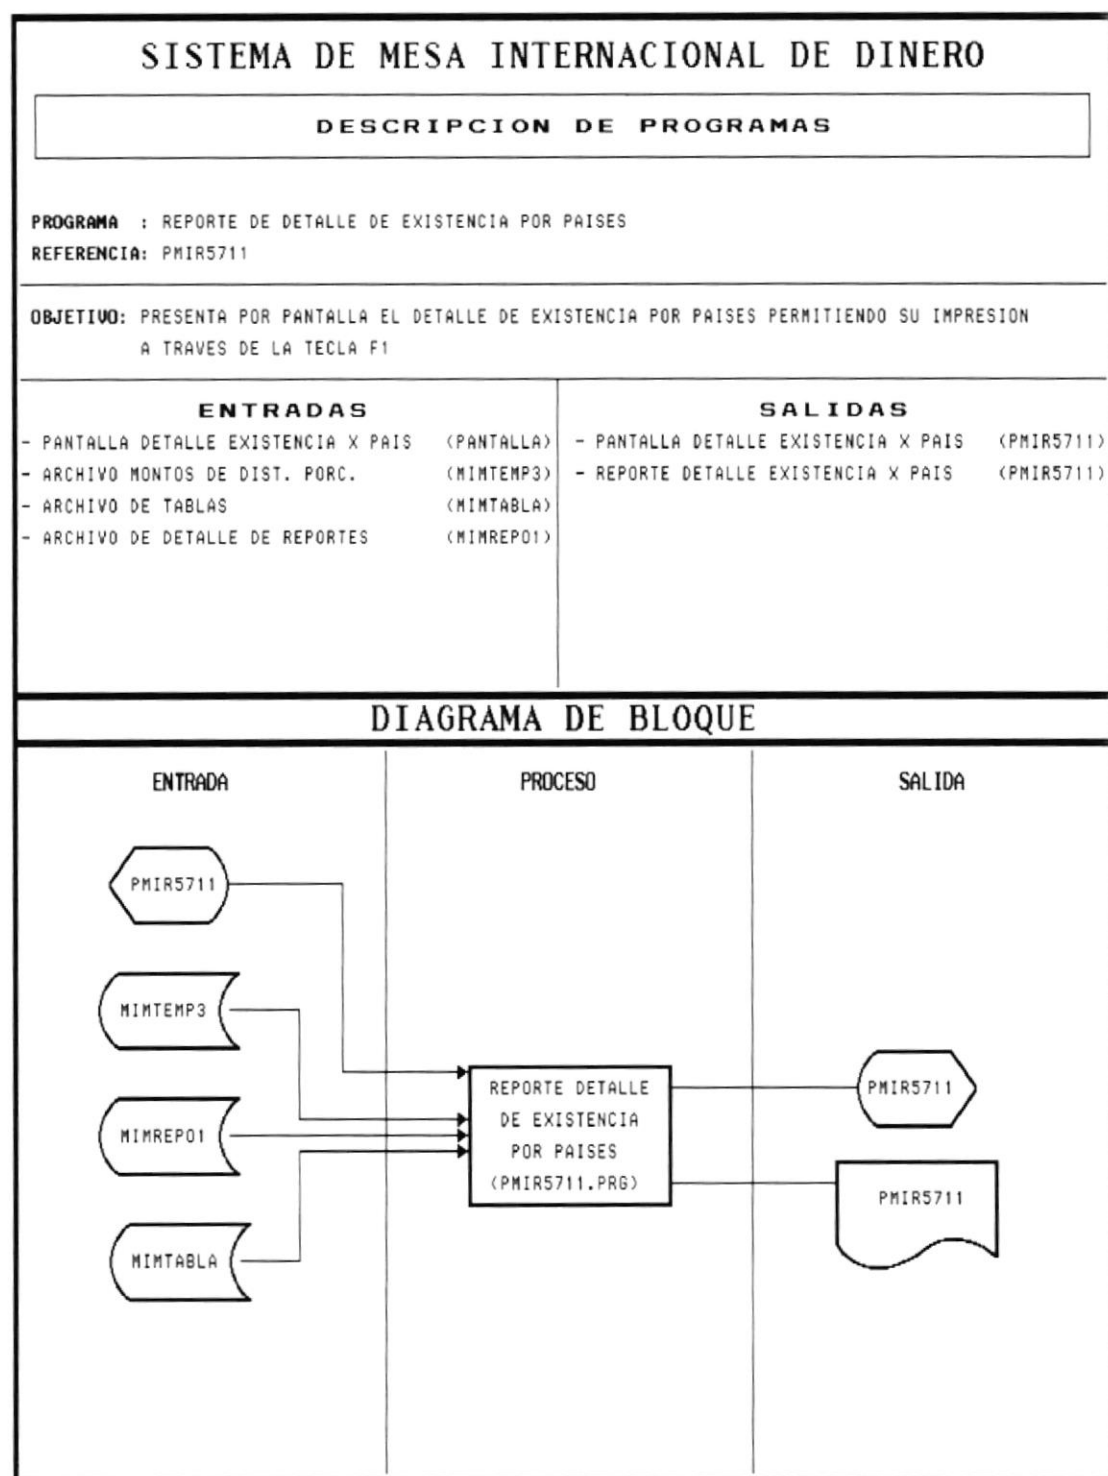 SISTEMA DE MESA INTERNACIONAL DE DINERO
DESCRIPCION DE PROGRAMAS
PROGRAMA : REPORTE DE DETALLE DE EXISTENCIA POR PAISES
REFERENCIA: PMIR5711
OBJETIVO: PRESENTA POR PANTALLA EL DETALLE DE EXISTENCIA POR PAISES PERMITIENDO SU IMPRESION
A TRAVES DE LA TECLA F1
ENTRADAS
- PANTALLA DETALLE EXISTENCIA X PAIS (PANTALLA)
- ARCHIVO MONTOS DE DIST. PORC. (MIMTEMP3)
- ARCHIVO DE TABLAS (MIMTABLA)
- ARCHIVO DE DETALLE DE REPORTES (MIMREPO1)
SALIDAS
- PANTALLA DETALLE EXISTENCIA X PAIS (PMIR5711)
- REPORTE DETALLE EXISTENCIA X PAIS (PMIR5711)
DIAGRAMA DE BLOQUE
ENTRADA
PMIR5711
MIMTEMP3
MIMREPO1
MIMTABLA
PROCESO
REPORTE DETALLE
DE EXISTENCIA
POR PAISES
(PMIR5711.PRG)
SALIDA
PMIR5711
PMIR5711